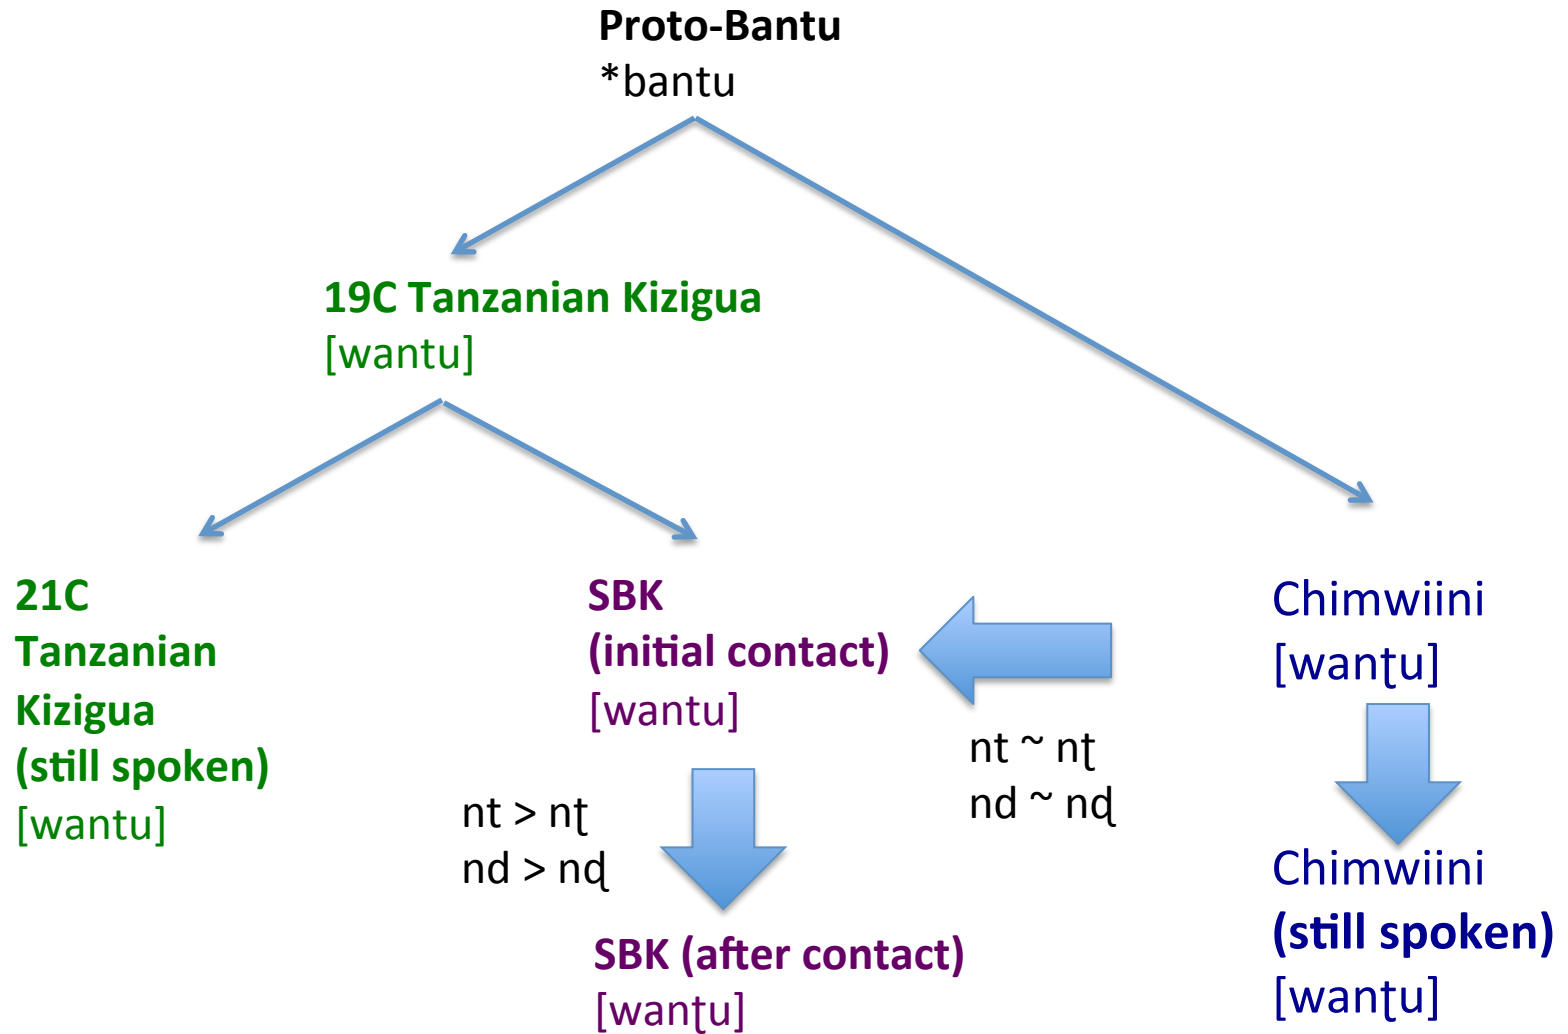 Proto-Bantu
*bantu
19C Tanzanian Kizigua
[wantu]
21C
Tanzanian
Kizigua
(still spoken)
[wantu]
SBK
(initial contact)
[wantu]
nt ~ nʈ
nd ~ nɖ
Chimwiini
[wanʈu]
nt > nʈ
nd > nɖ
SBK (after contact)
[wanʈu]
Chimwiini
(still spoken)
[wanʈu]